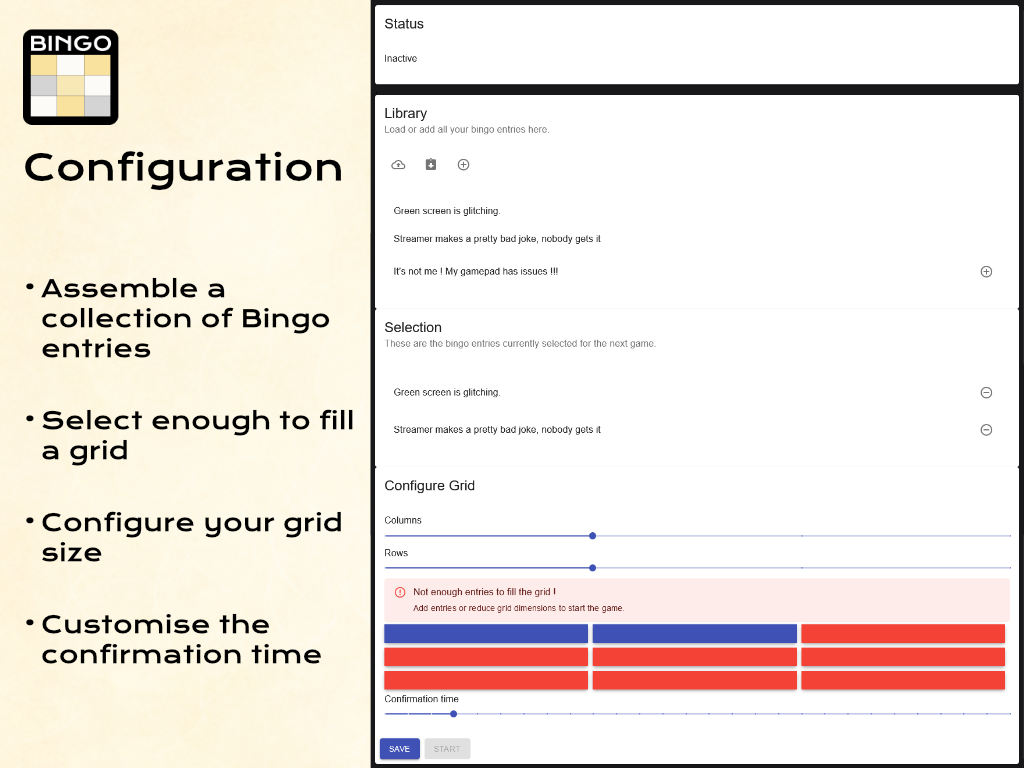 BINGO
Configuration
• Assemble a
collection of Bingo
entries
• Select enough to fill
a grid
• Configure your grid
size
• Customise the
confirmation time
Status
Inactive
Library
Load or add all your bingo entries here.
Green screen is glitching.
Streamer makes a pretty bad joke, nobody gets it
It's not me ! My gamepad has issues !!!
Selection
These are the bingo entries currently selected for the next game.
Green screen is glitching.
Streamer makes a pretty bad joke, nobody gets it
Configure Grid
Columns
Rows
Not enough entries to fill the grid !
Add entries or reduce grid dimensions to start the game.
Confirmation time
SAVE START